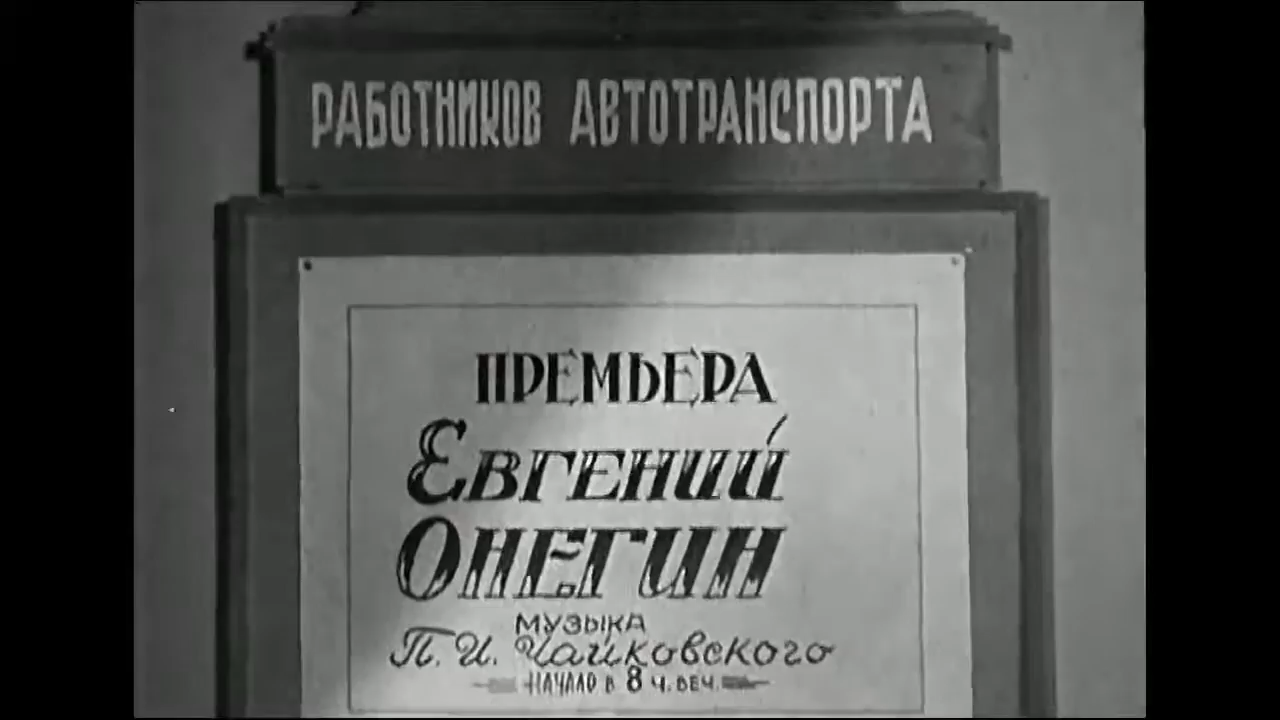 РАБОТНИКОВ АВТОТРАНСПОРТА
ПРЕМЬЕРА
ЕВГЕНИЙ
ОНЕГИН
МУЗЫКА
П. И. Чайковского
НАЧАЛО В 8 Ч. ВЕЧ.